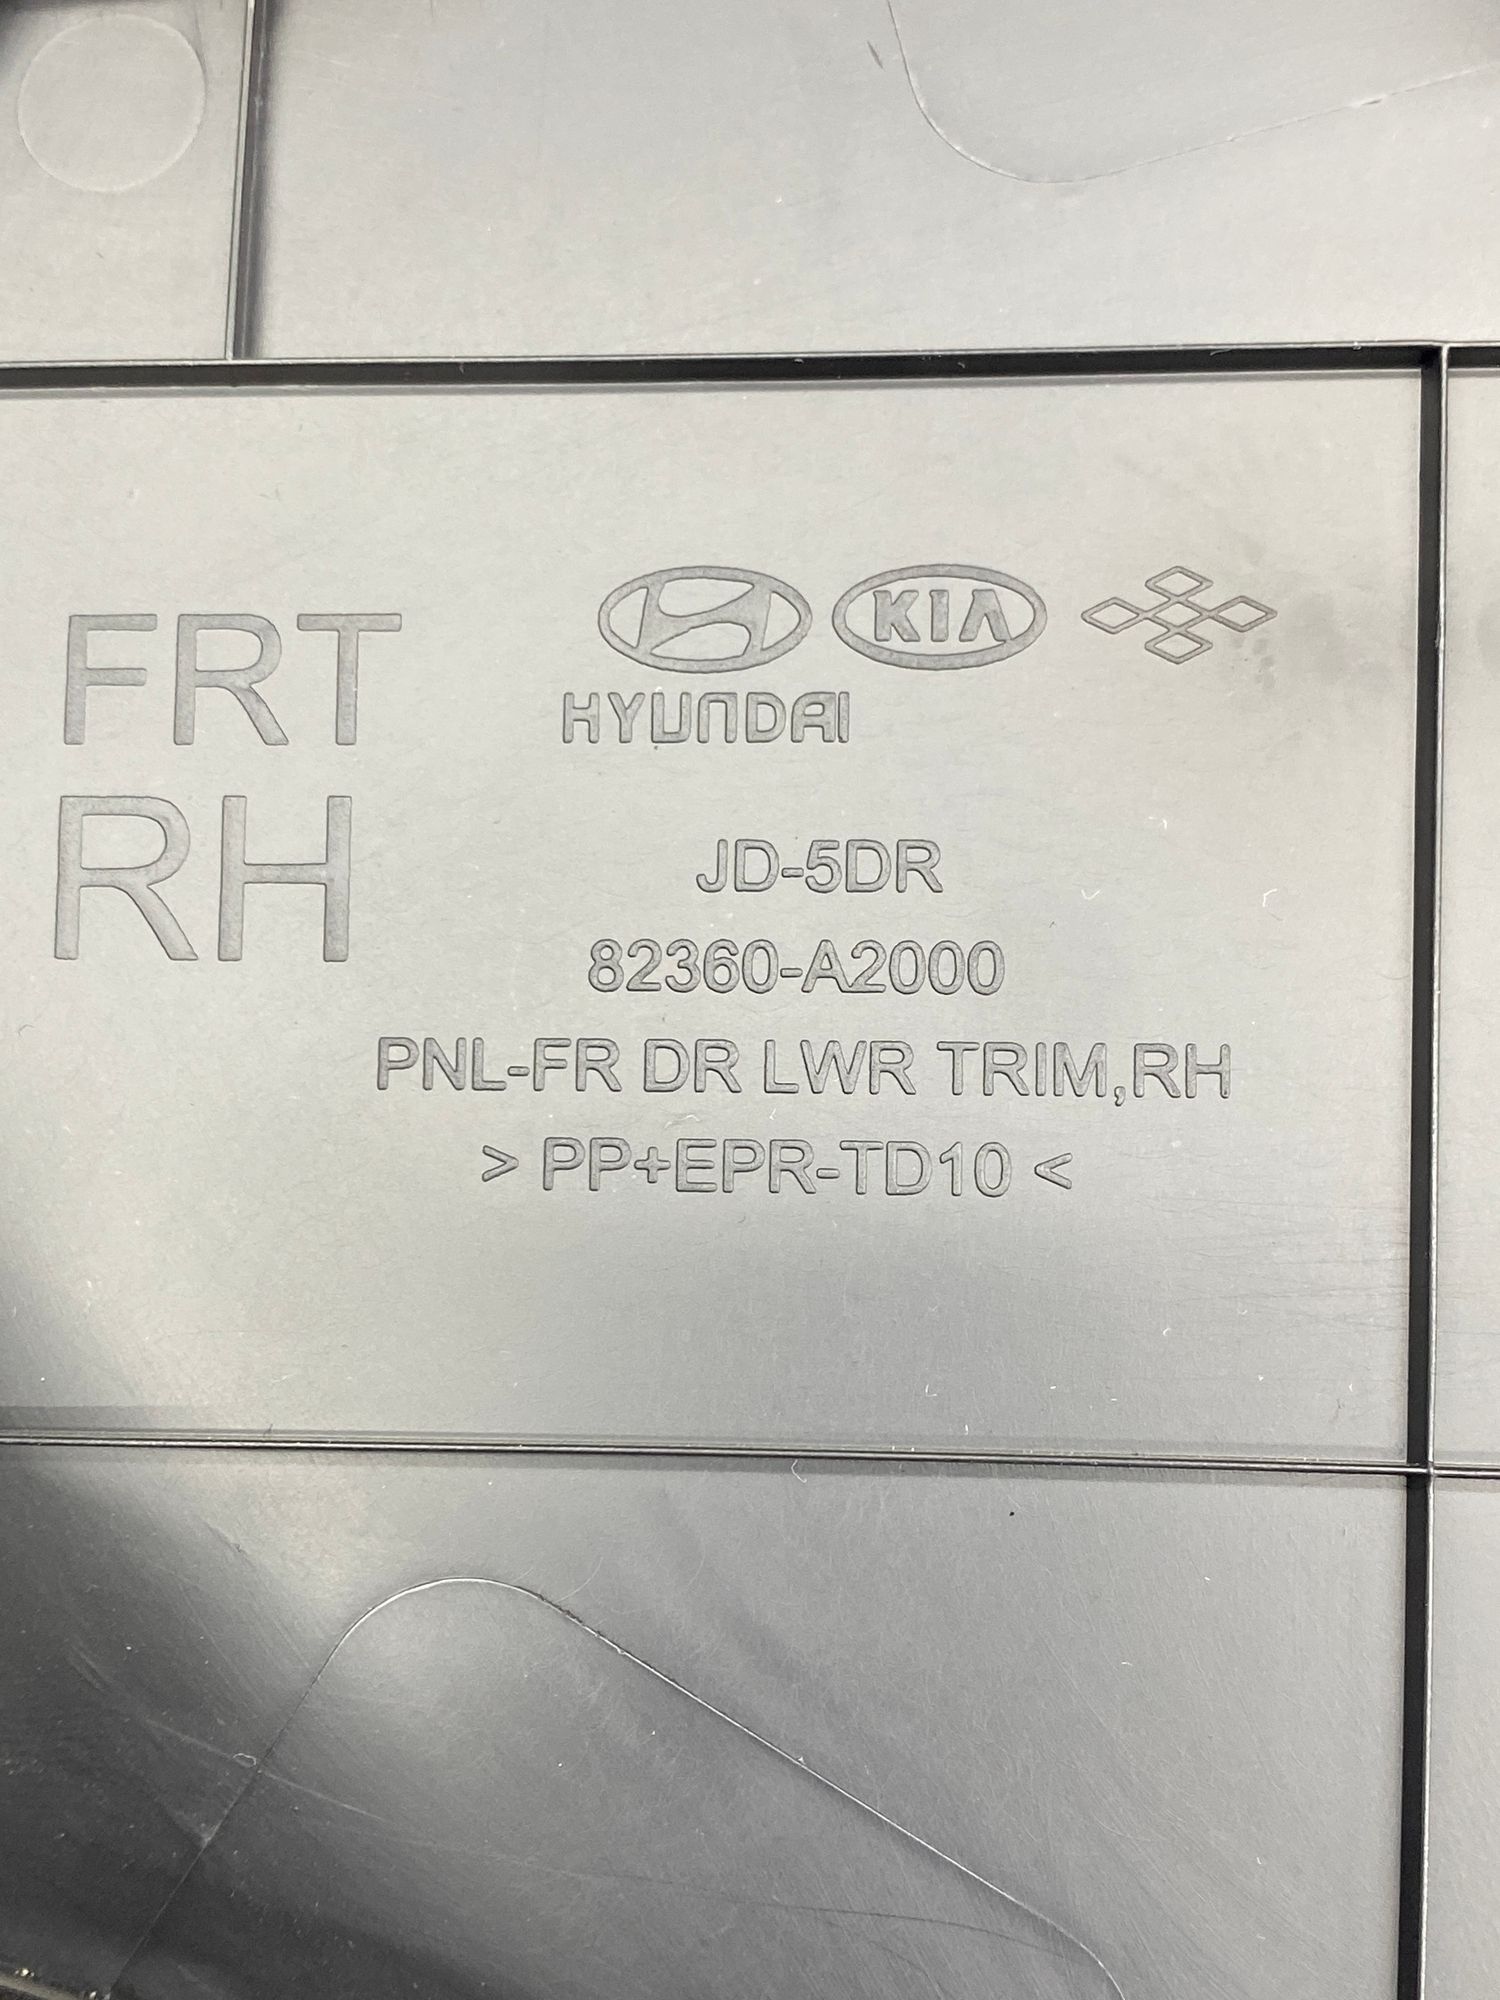 FRT
RH
KIA
HYUNDAI
JD-5DR
82360-A2000
PNL-FR DR LWR TRIM,RH
> PP+EPR-TD10 <